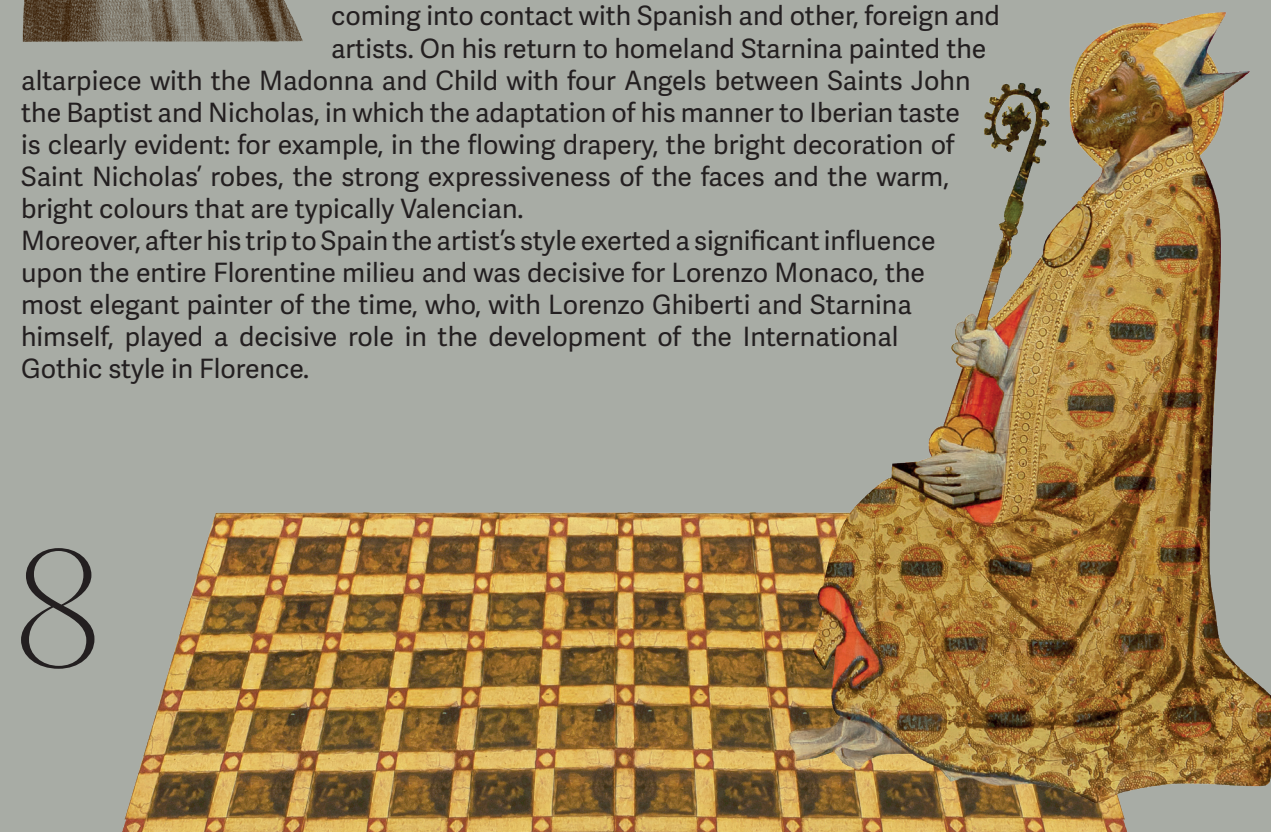 coming into contact with Spanish and other, foreign and
artists. On his return to homeland Starnina painted the
altarpiece with the Madonna and Child with four Angels between Saints John
the Baptist and Nicholas, in which the adaptation of his manner to Iberian taste
is clearly evident: for example, in the flowing drapery, the bright decoration of
Saint Nicholas’ robes, the strong expressiveness of the faces and the warm,
bright colours that are typically Valencian.
Moreover, after his trip to Spain the artist’s style exerted a significant influence
upon the entire Florentine milieu and was decisive for Lorenzo Monaco, the
most elegant painter of the time, who, with Lorenzo Ghiberti and Starnina
himself, played a decisive role in the development of the International
Gothic style in Florence.
8